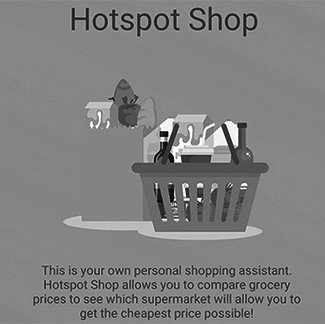 Hotspot Shop
This is your own personal shopping assistant.
Hotspot Shop allows you to compare grocery
prices to see which supermarket will allow you to
get the cheapest price possible!